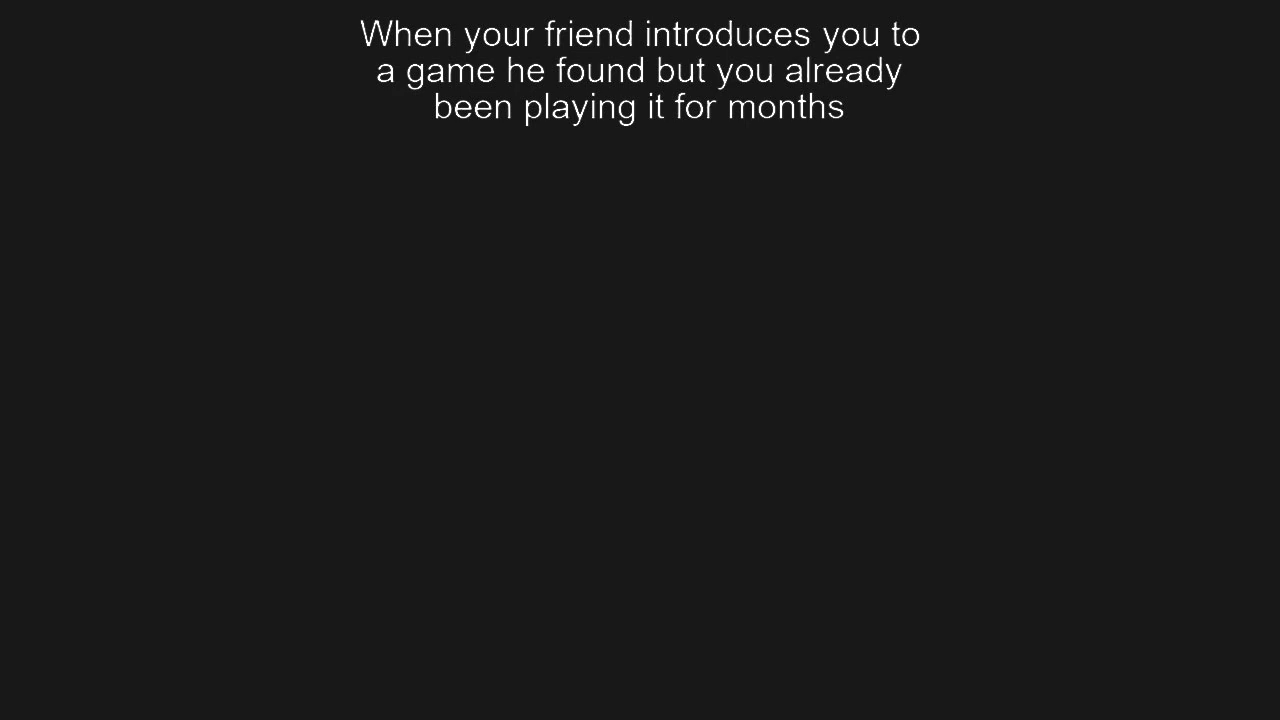 When your friend introduces you to
a game he found but you already
been playing it for months